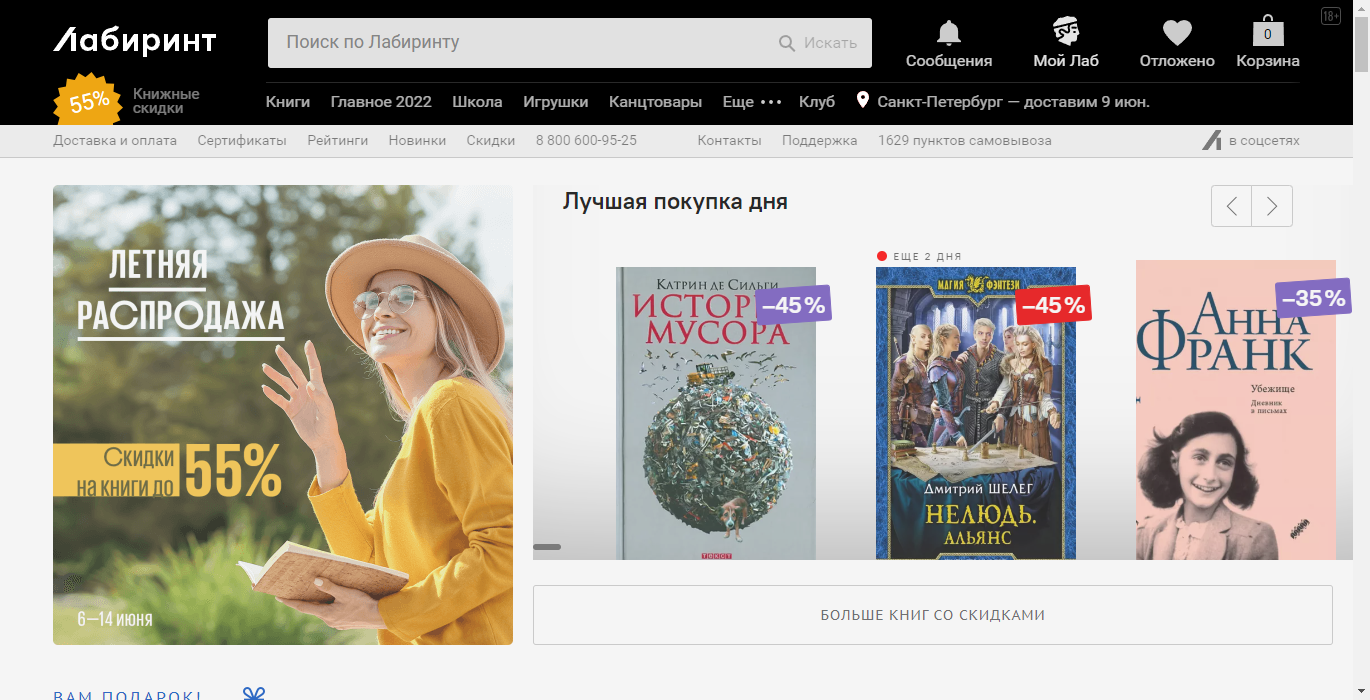 18+
Лабиринт
Поиск по Лабиринту
Искать
Сообщения
Мой Лаб
Отложено
0
Корзина
55%
Книжные
скидки
Книги Главное 2022 Школа Игрушки Канцтовары Еще ••• Клуб Санкт-Петербург — доставим 9 июн.
Доставка и оплата Сертификаты Рейтинги Новинки Скидки 8 800 600-95-25 Контакты Поддержка 1629 пунктов самовывоза в соцсетях
ЛЕТНЯЯ
РАСПРОДАЖА
Скидки
на книги до
55%
6—14 июня
Лучшая покупка дня
Катрин де Сильги
ИСТОР
МУСОРА
–45%
ТЕКСТ
ЕЩЕ 2 ДНЯ
МАГИЯ ФЭНТЕЗИ
–45%
Дмитрий ШЕЛЕГ
НЕЛЮДЬ.
АЛЬЯНС
–35%
АННА
ФРАНК
Убежище
Дневник
в письмах
БОЛЬШЕ КНИГ СО СКИДКАМИ
ВАМ ПОДАРОК!